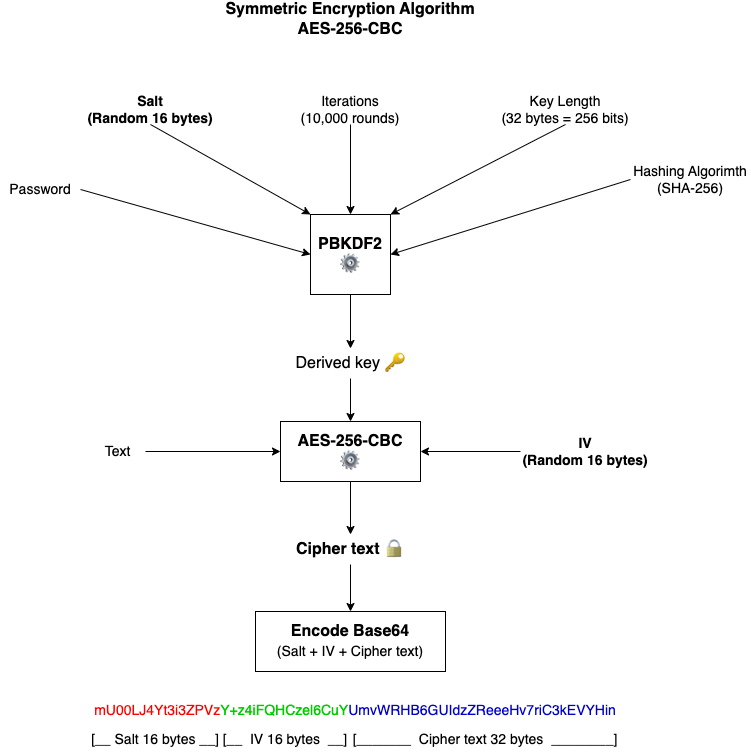 Symmetric Encryption Algorithm
AES-256-CBC
Salt
(Random 16 bytes)
Iterations
(10,000 rounds)
Key Length
(32 bytes = 256 bits)
Password
Hashing Algorimth
(SHA-256)
PBKDF2
Derived key
AES-256-CBC
Text
IV
(Random 16 bytes)
Cipher text
Encode Base64
(Salt + IV + Cipher text)
mU00LJ4Yt3i3ZPVzY+z4iFQHCzel6CuYUmvWRHB6GUIdzZReeeHv7riC3kEVYHin
[__ Salt 16 bytes __] [__ IV 16 bytes __] [_______ Cipher text 32 bytes ________]